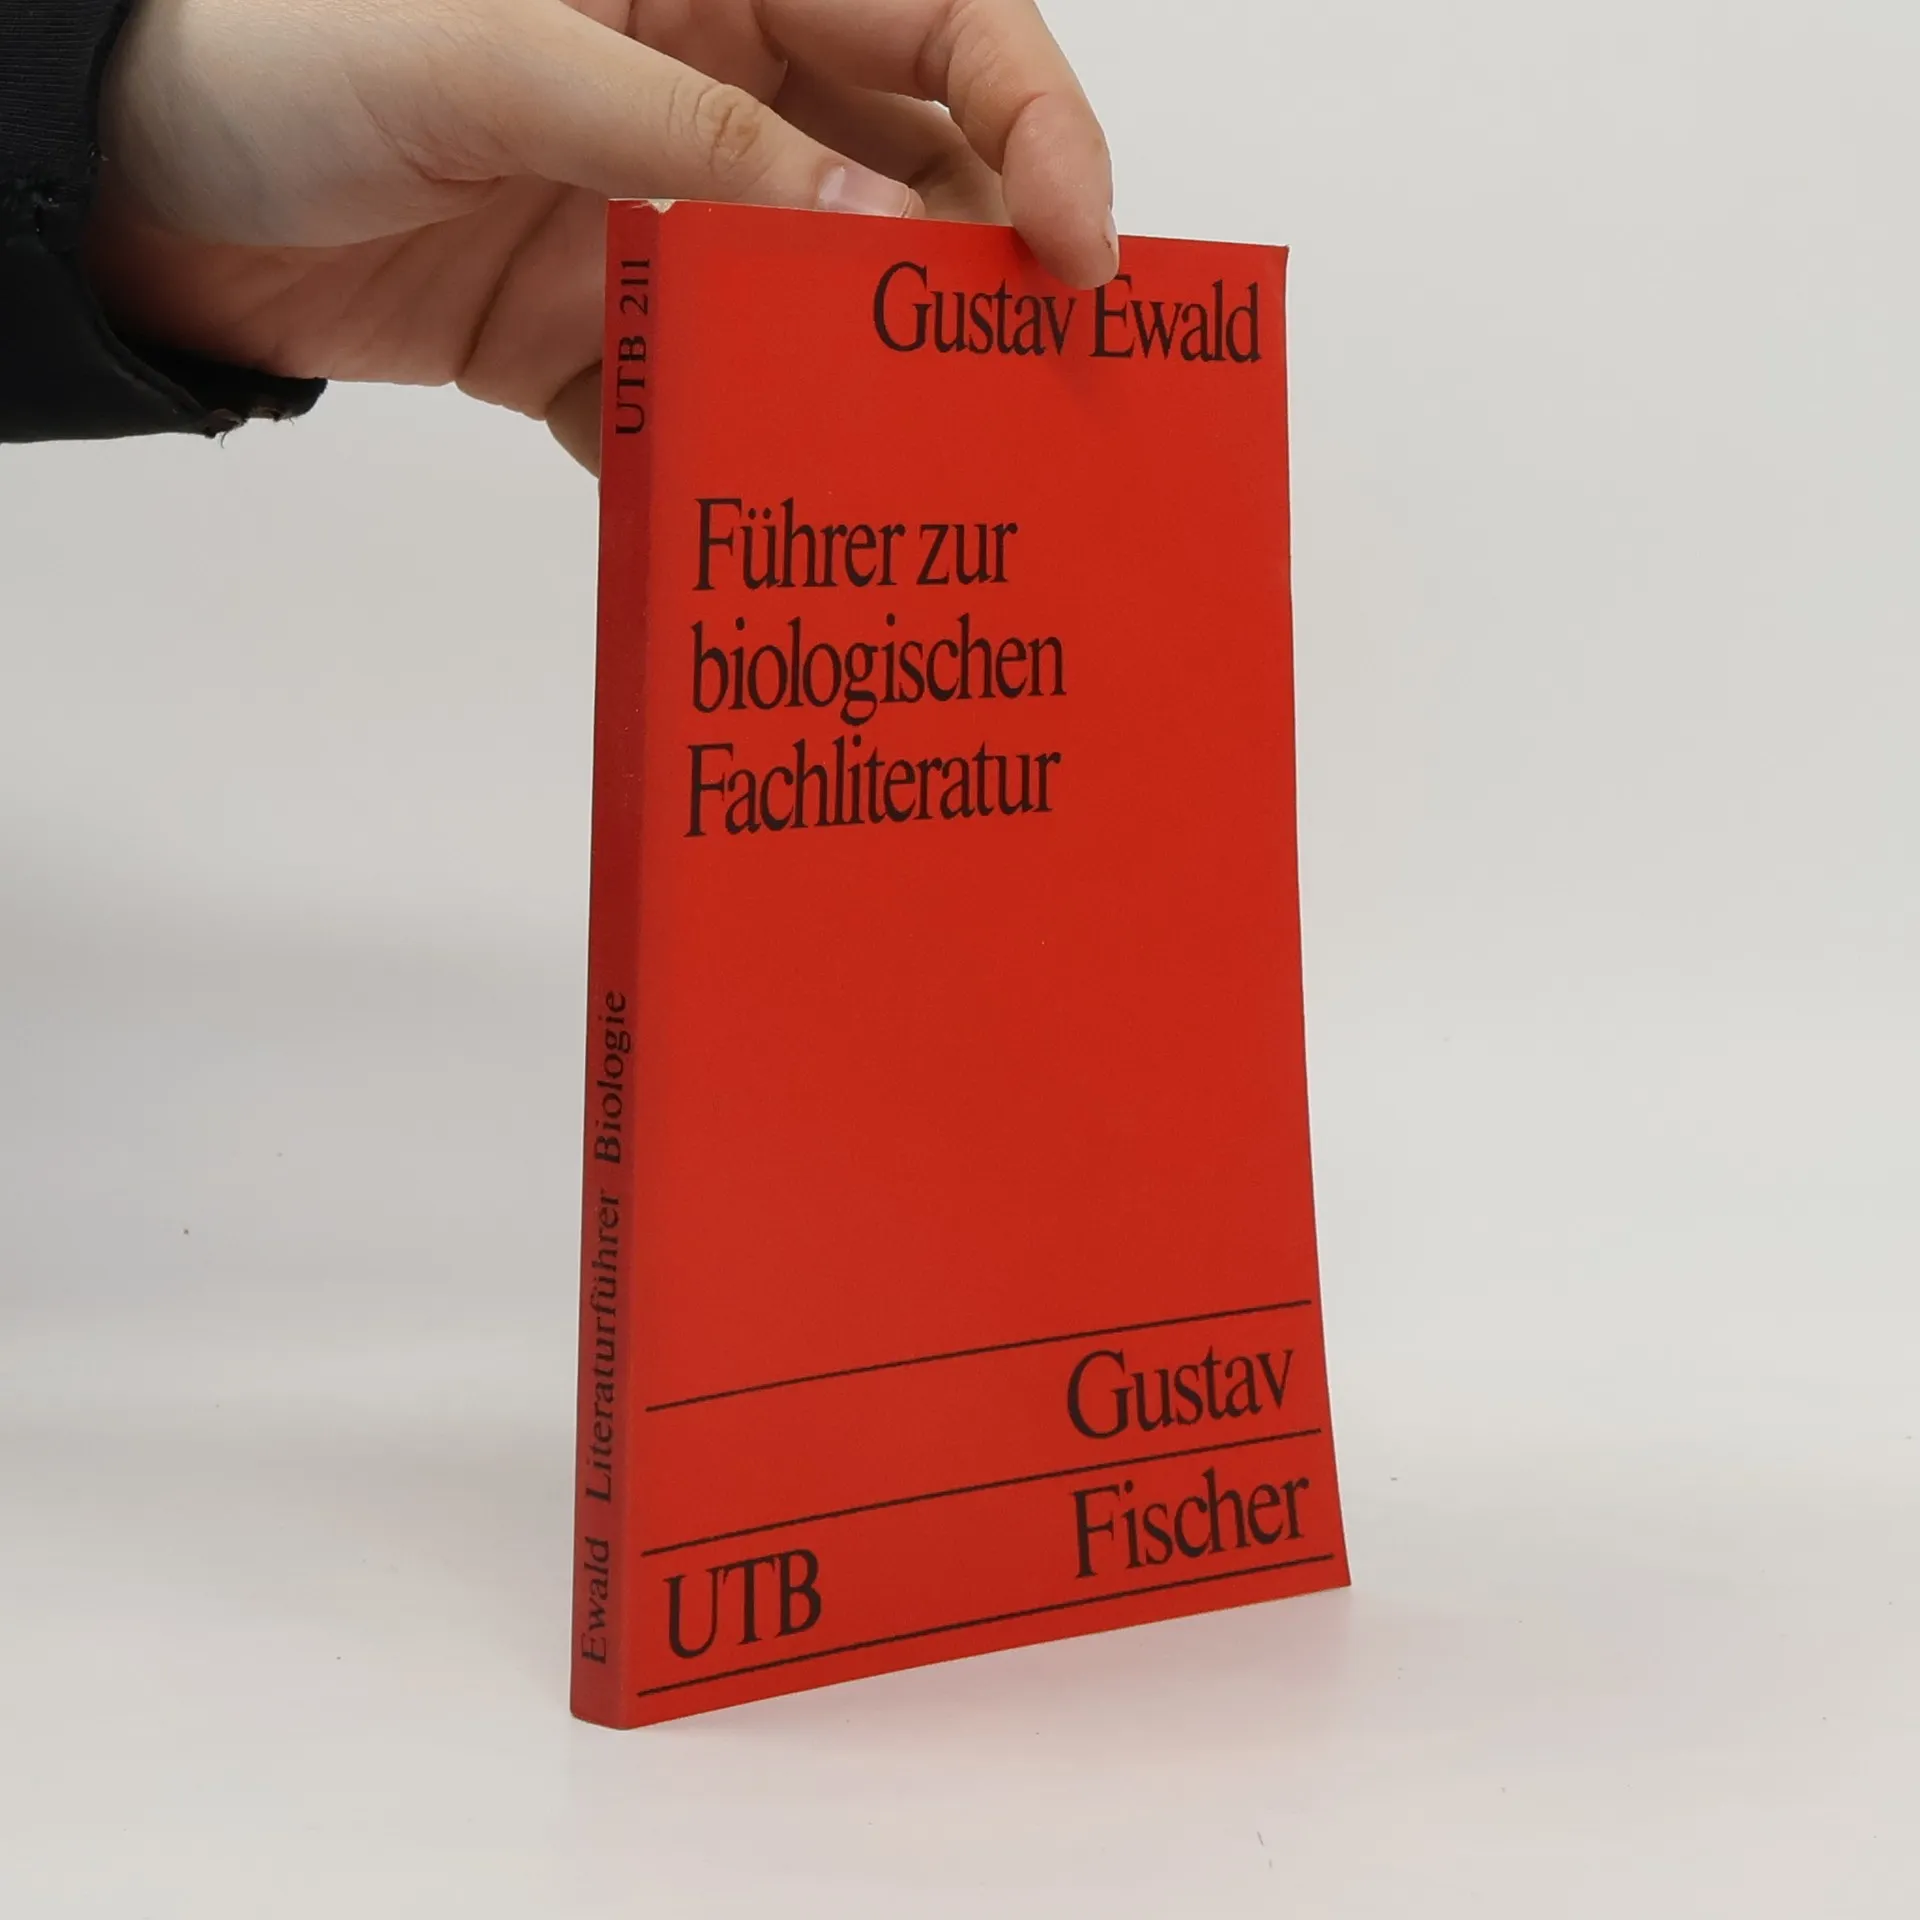 Gustav Ewald
Führer zur
biologischen
Fachliteratur
Gustav
Fischer
UTB
Ewald Literaturführer Biologie
UTB 211